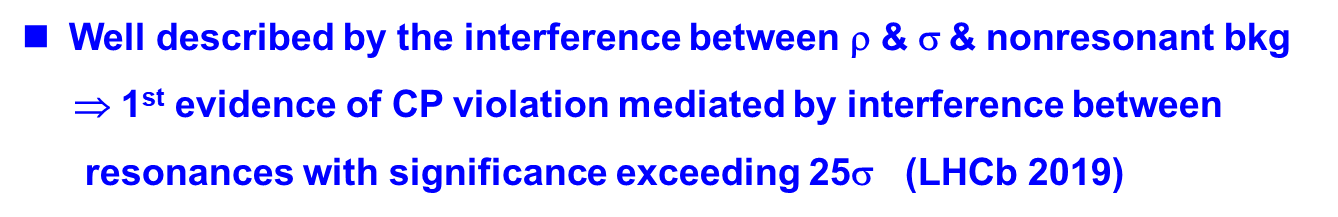 ■ Well described by the interference between ρ & σ & nonresonant bkg
⇒ 1st evidence of CP violation mediated by interference between
resonances with significance exceeding 25σ (LHCb 2019)